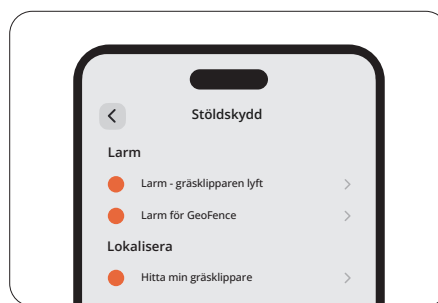 Stöldskydd
Larm
Larm - gräsklipparen lyft
Larm för GeoFence
Lokalisera
Hitta min gräsklippare